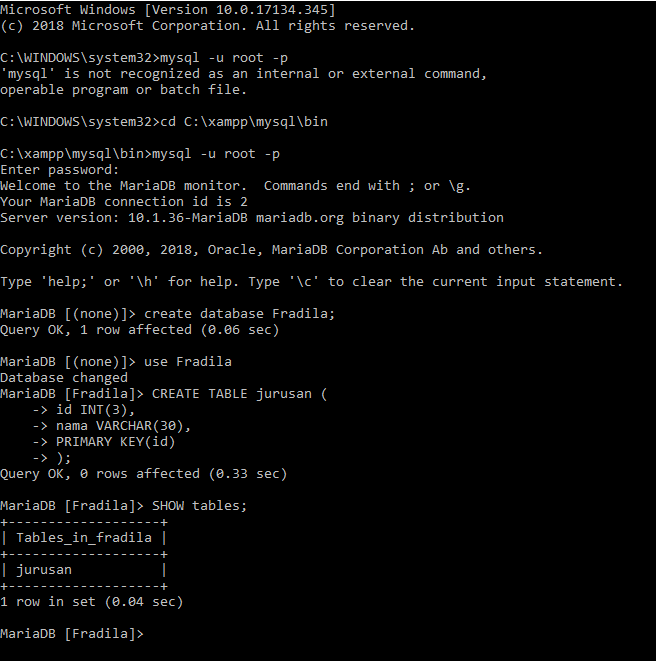 Microsoft Windows [Version 10.0.17134.345]
(c) 2018 Microsoft Corporation. All rights reserved.

C:\WINDOWS\system32>mysql -u root -p
'mysql' is not recognized as an internal or external command,
operable program or batch file.

C:\WINDOWS\system32>cd C:\xampp\mysql\bin

C:\xampp\mysql\bin>mysql -u root -p
Enter password:
Welcome to the MariaDB monitor.  Commands end with ; or \g.
Your MariaDB connection id is 2
Server version: 10.1.36-MariaDB mariadb.org binary distribution

Copyright (c) 2000, 2018, Oracle, MariaDB Corporation Ab and others.

Type 'help;' or '\h' for help. Type '\c' to clear the current input statement.

MariaDB [(none)]> create database Fradila;
Query OK, 1 row affected (0.06 sec)

MariaDB [(none)]> use Fradila
Database changed
MariaDB [Fradila]> CREATE TABLE jurusan (
    -> id INT(3),
    -> nama VARCHAR(30),
    -> PRIMARY KEY(id)
    -> );
Query OK, 0 rows affected (0.33 sec)

MariaDB [Fradila]> SHOW tables;
+-------------------+
| Tables_in_fradila |
+-------------------+
| jurusan           |
+-------------------+
1 row in set (0.04 sec)

MariaDB [Fradila]>